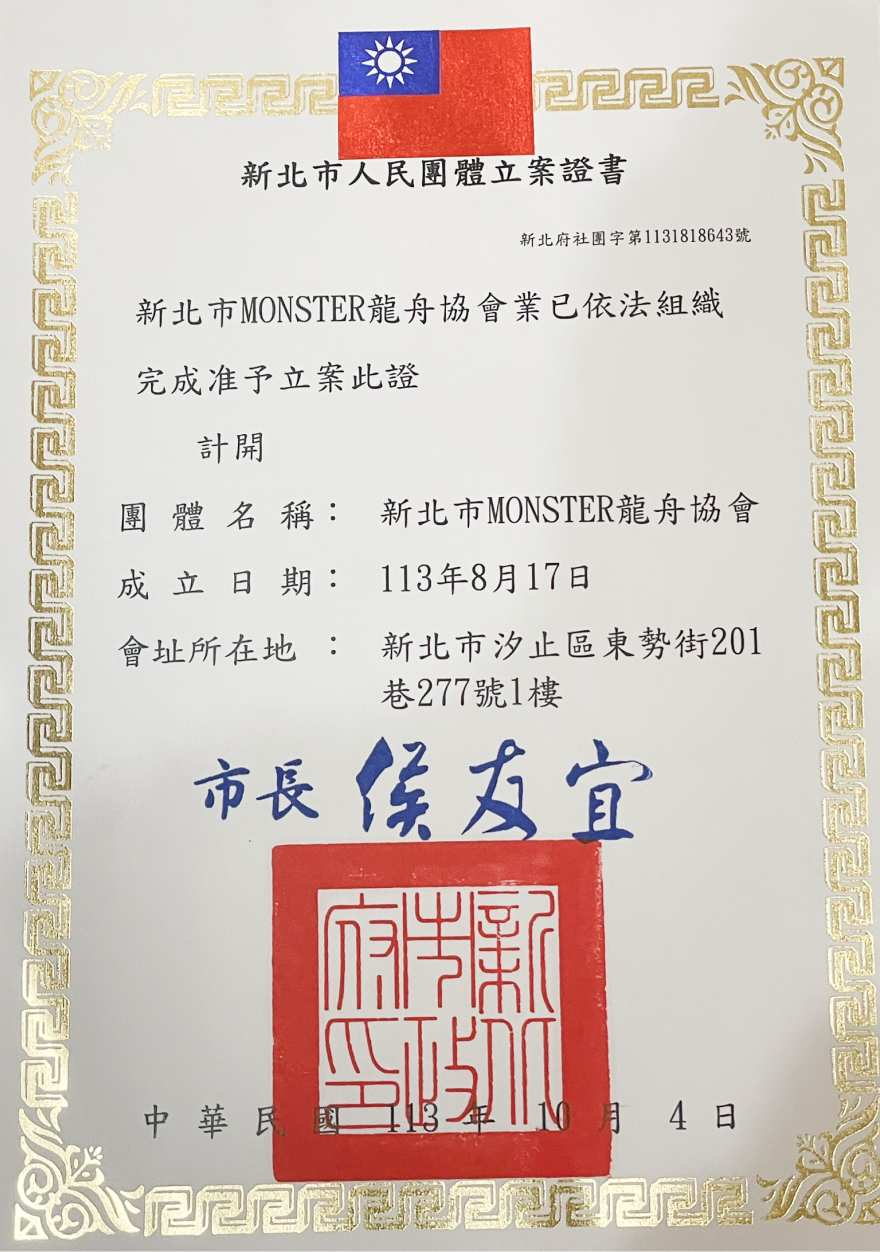 新北市人民團體立案證書
新北府社團字第1131818643號
新北市MONSTER龍舟協會業已依法組織
完成准予立案此證
計開
團體名稱： 新北市MONSTER龍舟協會
成立日期： 113年8月17日
會址所在地 ： 新北市汐止區東勢街201
巷277號1樓
市長 侯友宜
新北市政府印
中華民國 113 年 10 月 4 日